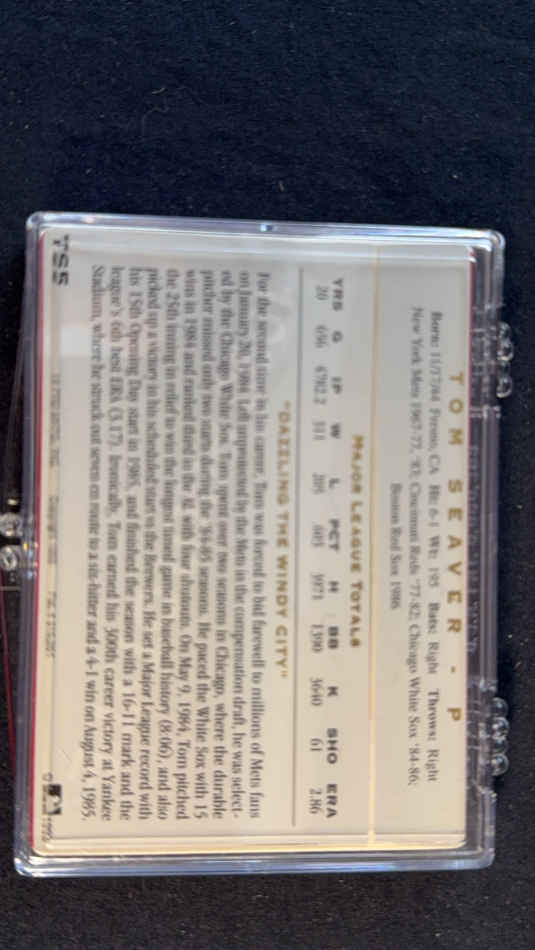 TOM SEAVER - P
Born: 11/17/44 Fresno, CA Ht: 6-1 Wt: 195 Bats: Right Throws: Right
New York Mets 1967-77, '83; Cincinnati Reds '77-82; Chicago White Sox '84-86;
Boston Red Sox 1986
MAJOR LEAGUE TOTALS
YRS G IP W L PCT H BB K SHO ERA
20 656 4782.2 311 205 .603 3971 1390 3640 61 2.86
"DAZZLING THE WINDY CITY"
For the second time in his career, Tom was forced to bid farewell to millions of Mets fans
on January 20, 1984. Left unprotected by the Mets in the compensation draft, he was select-
ed by the Chicago White Sox. Tom spent over two seasons in Chicago, where the durable
pitcher missed only two starts during the '84-85 seasons. He paced the White Sox with 15
wins in 1984 and ranked third in the AL with four shutouts. On May 9, 1984, Tom pitched
the 25th inning in relief to win the longest timed game in baseball history (8:06), and also
picked up a victory in his scheduled start vs the Brewers. He set a Major League record with
his 15th Opening Day start in 1985, and finished the season with a 16-11 mark and the
league's 6th best ERA (3.17). Ironically, Tom earned his 300th career victory at Yankee
Stadium, where he struck out seven en route to a six-hitter and a 4-1 win on August 4, 1985.
TS5